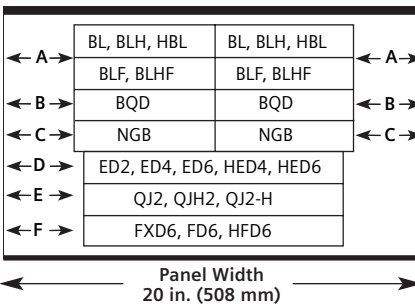 BL, BLH, HBL BL, BLH, HBL
A A
BLF, BLHF BLF, BLHF
B BQD BQD B
C NGB NGB C
D ED2, ED4, ED6, HED4, HED6
E QJ2, QJH2, QJ2-H
F FXD6, FD6, HFD6
Panel Width
20 in. (508 mm)